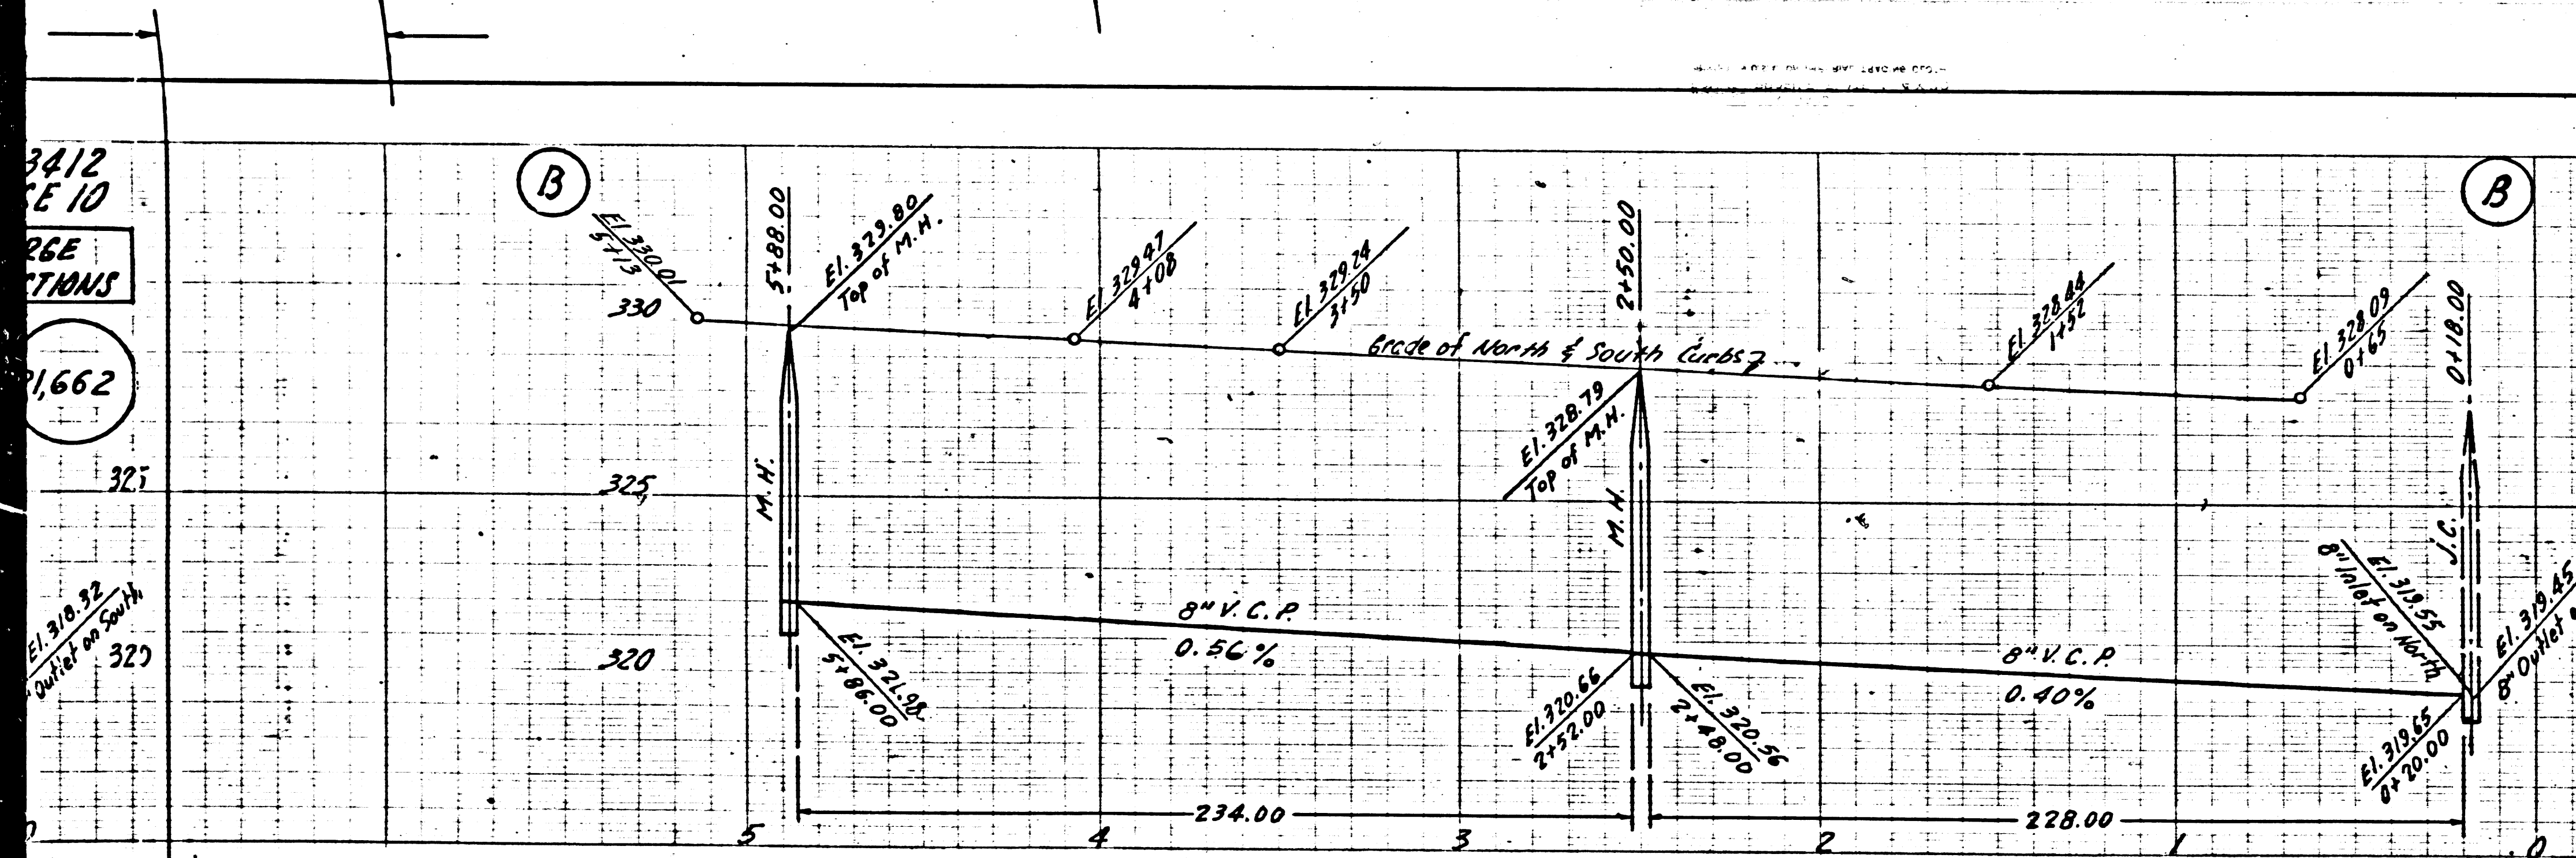 3412
GE 10
RGE
CTIONS
21,662
325
320
El. 318.32
Outlet on South
B
El. 330.01
5+13
330
325
320
5+88.00
El. 329.80
Top of M.H.
M.H.
El. 321.98
5+86.00
El. 329.47
4+08
El. 329.24
3+50
Grade of North & South Curbs
8" V.C.P.
0.56%
2+50.00
El. 328.79
Top of M.H.
M.H.
El. 320.66
2+52.00
El. 320.56
2+48.00
El. 328.44
1+52
El. 328.09
0+65
8" V.C.P.
0.40%
B
0+18.00
J.C.
El. 319.55
8" Inlet on North
El. 319.45
8" Outlet
El. 319.65
0+20.00
234.00
228.00
5
4
3
2
1
0